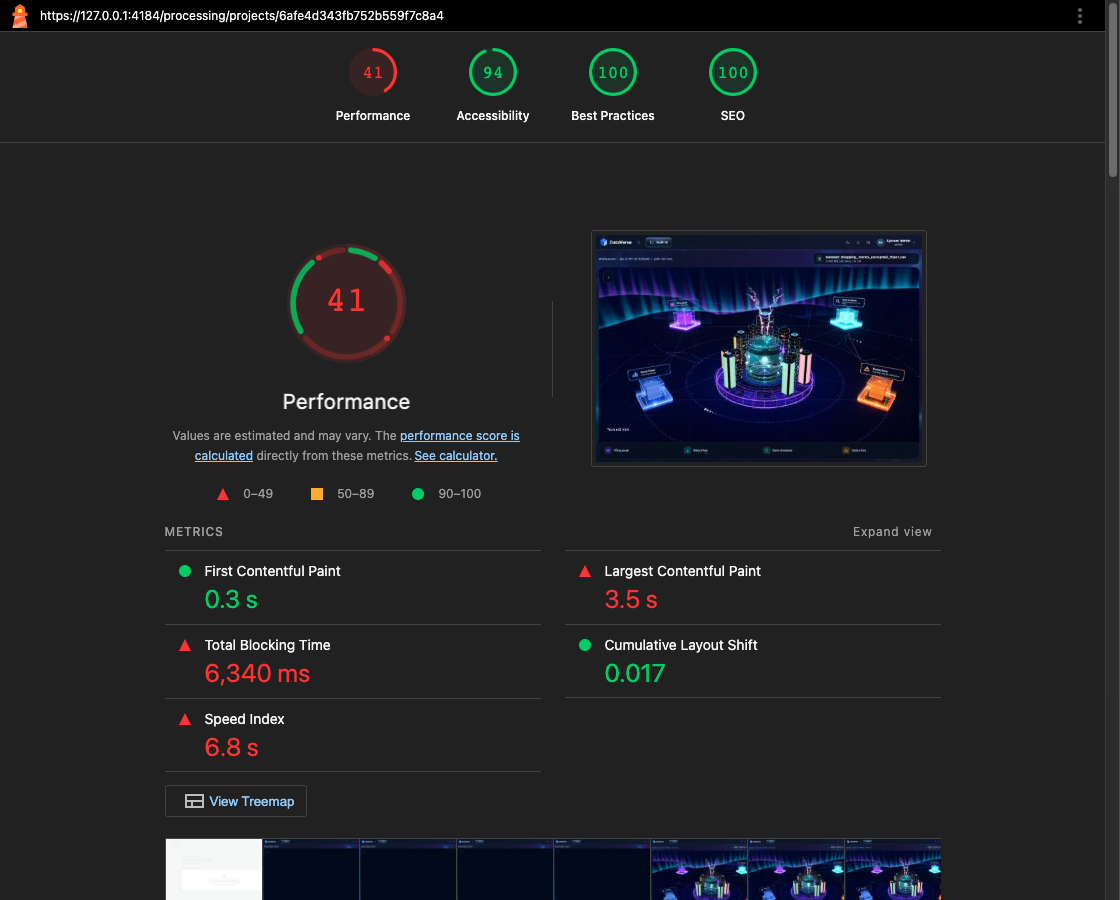 https://127.0.0.1:4184/processing/projects/6afe4d343fb752b559f7c8a4
41
94
100
100
Performance
Accessibility
Best Practices
SEO
41
Performance
Values are estimated and may vary. The performance score is
calculated directly from these metrics. See calculator.
0–49
50–89
90–100
METRICS
Expand view
First Contentful Paint
0.3 s
Largest Contentful Paint
3.5 s
Total Blocking Time
6,340 ms
Cumulative Layout Shift
0.017
Speed Index
6.8 s
View Treemap